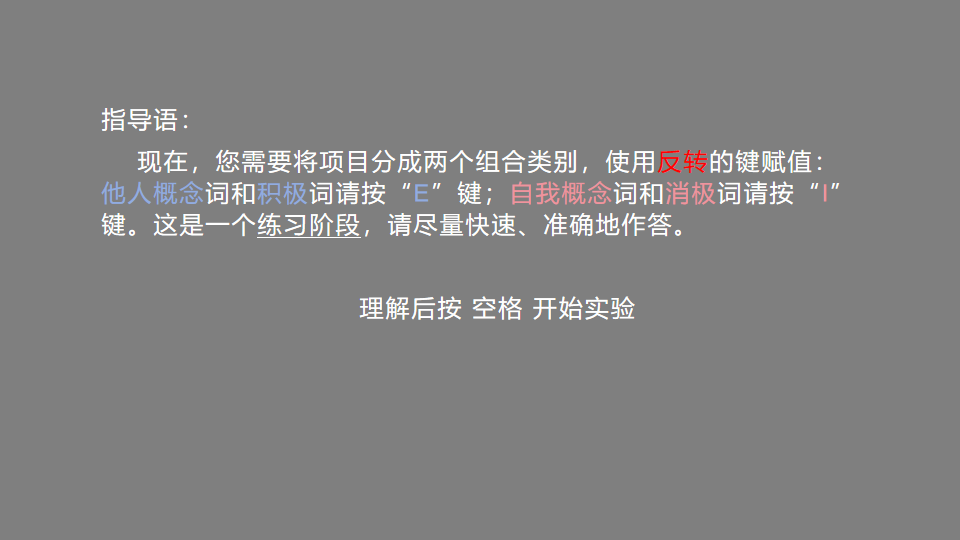 指导语：
现在，您需要将项目分成两个组合类别，使用反转的键赋值：
他人概念词和积极词请按“E”键；自我概念词和消极词请按“I”
键。这是一个练习阶段，请尽量快速、准确地作答。
理解后按 空格 开始实验